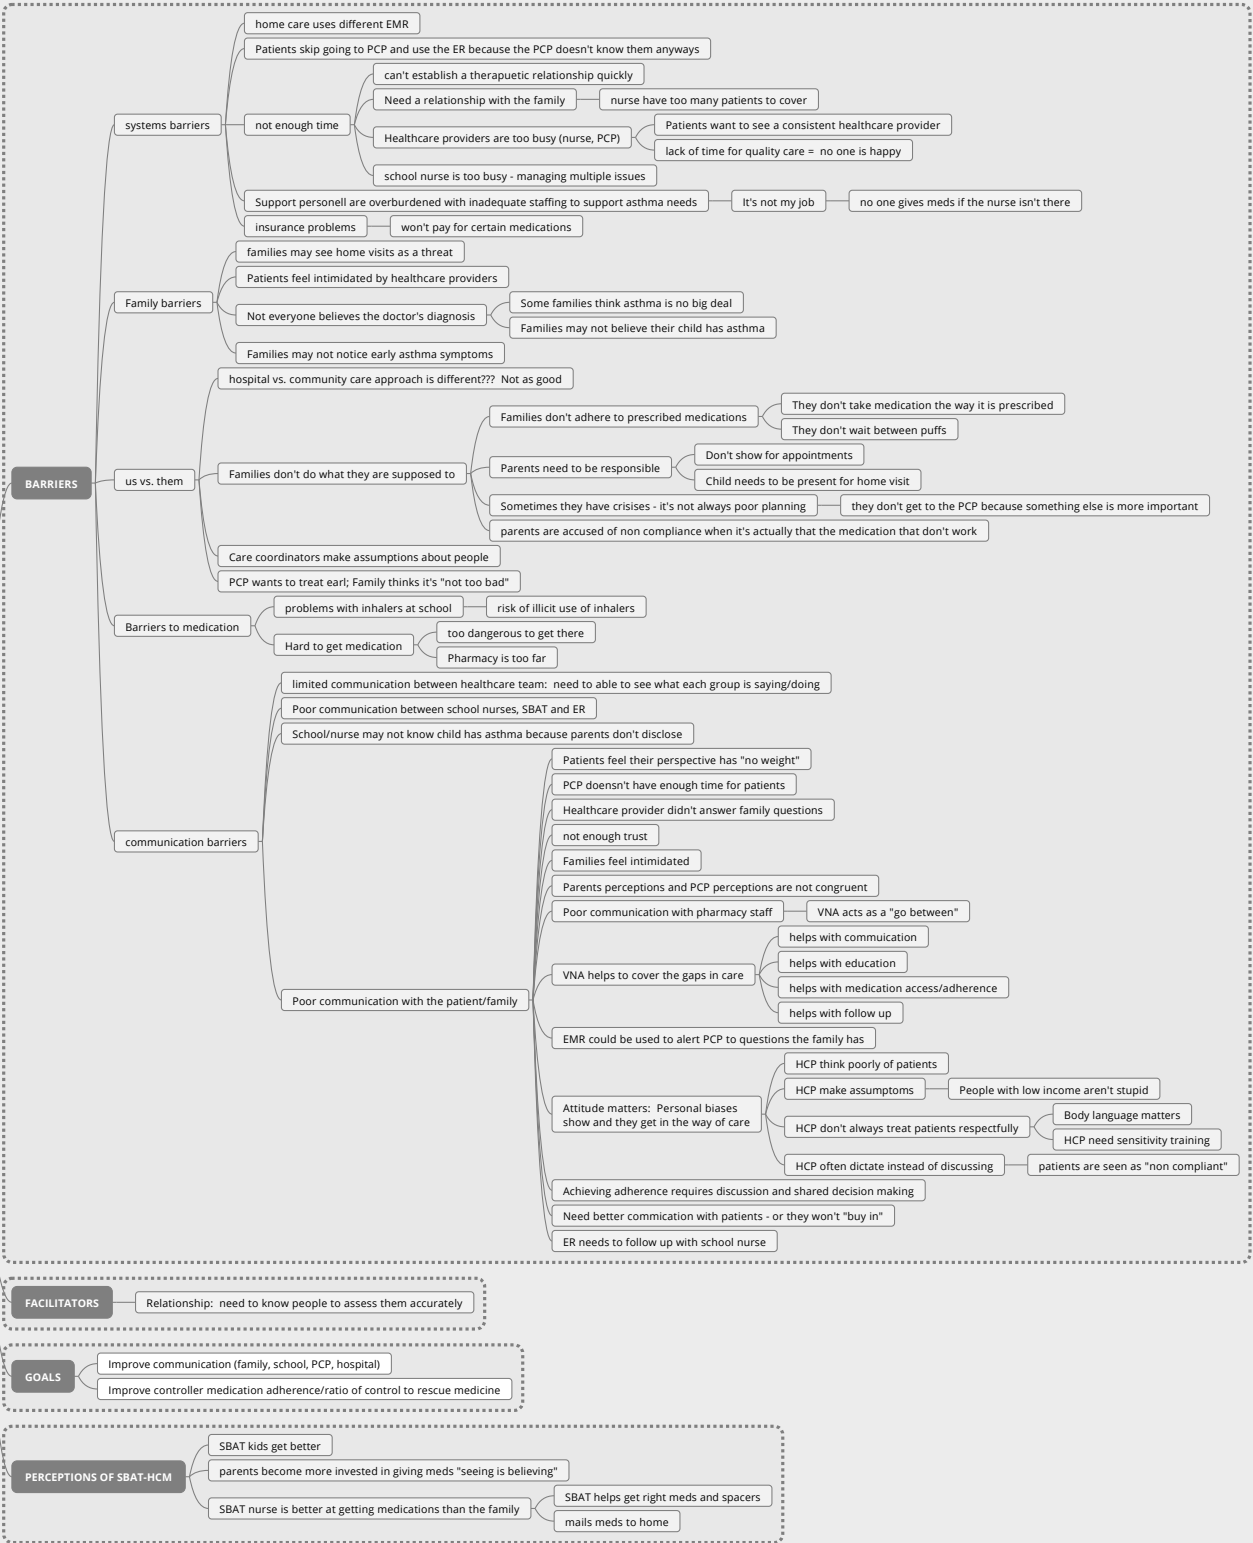 home care uses different EMR
Patients skip going to PCP and use the ER because the PCP doesn't know them anyways
can't establish a therapuetic relationship quickly
Need a relationship with the family
nurse have too many patients to cover
systems barriers
not enough time
Healthcare providers are too busy (nurse, PCP)
Patients want to see a consistent healthcare provider
lack of time for quality care = no one is happy
school nurse is too busy - managing multiple issues
Support personell are overburdened with inadequate staffing to support asthma needs
It's not my job
no one gives meds if the nurse isn't there
insurance problems
won't pay for certain medications
families may see home visits as a threat
Patients feel intimidated by healthcare providers
Family barriers
Not everyone believes the doctor's diagnosis
Some families think asthma is no big deal
Families may not believe their child has asthma
Families may not notice early asthma symptoms
hospital vs. community care approach is different??? Not as good
Families don't adhere to prescribed medications
They don't take medication the way it is prescribed
They don't wait between puffs
BARRIERS
us vs. them
Families don't do what they are supposed to
Parents need to be responsible
Don't show for appointments
Child needs to be present for home visit
Sometimes they have crisises - it's not always poor planning
they don't get to the PCP because something else is more important
parents are accused of non compliance when it's actually that the medication that don't work
Care coordinators make assumptions about people
PCP wants to treat earl; Family thinks it's "not too bad"
Barriers to medication
problems with inhalers at school
risk of illicit use of inhalers
Hard to get medication
too dangerous to get there
Pharmacy is too far
limited communication between healthcare team: need to able to see what each group is saying/doing
Poor communication between school nurses, SBAT and ER
School/nurse may not know child has asthma because parents don't disclose
communication barriers
Patients feel their perspective has "no weight"
PCP doensn't have enough time for patients
Healthcare provider didn't answer family questions
not enough trust
Families feel intimidated
Parents perceptions and PCP perceptions are not congruent
Poor communication with pharmacy staff
VNA acts as a "go between"
Poor communication with the patient/family
VNA helps to cover the gaps in care
helps with commuication
helps with education
helps with medication access/adherence
helps with follow up
EMR could be used to alert PCP to questions the family has
Attitude matters: Personal biases
show and they get in the way of care
HCP think poorly of patients
HCP make assumptoms
People with low income aren't stupid
HCP don't always treat patients respectfully
Body language matters
HCP need sensitivity training
HCP often dictate instead of discussing
patients are seen as "non compliant"
Achieving adherence requires discussion and shared decision making
Need better commication with patients - or they won't "buy in"
ER needs to follow up with school nurse
FACILITATORS
Relationship: need to know people to assess them accurately
GOALS
Improve communication (family, school, PCP, hospital)
Improve controller medication adherence/ratio of control to rescue medicine
PERCEPTIONS OF SBAT-HCM
SBAT kids get better
parents become more invested in giving meds "seeing is believing"
SBAT nurse is better at getting medications than the family
SBAT helps get right meds and spacers
mails meds to home